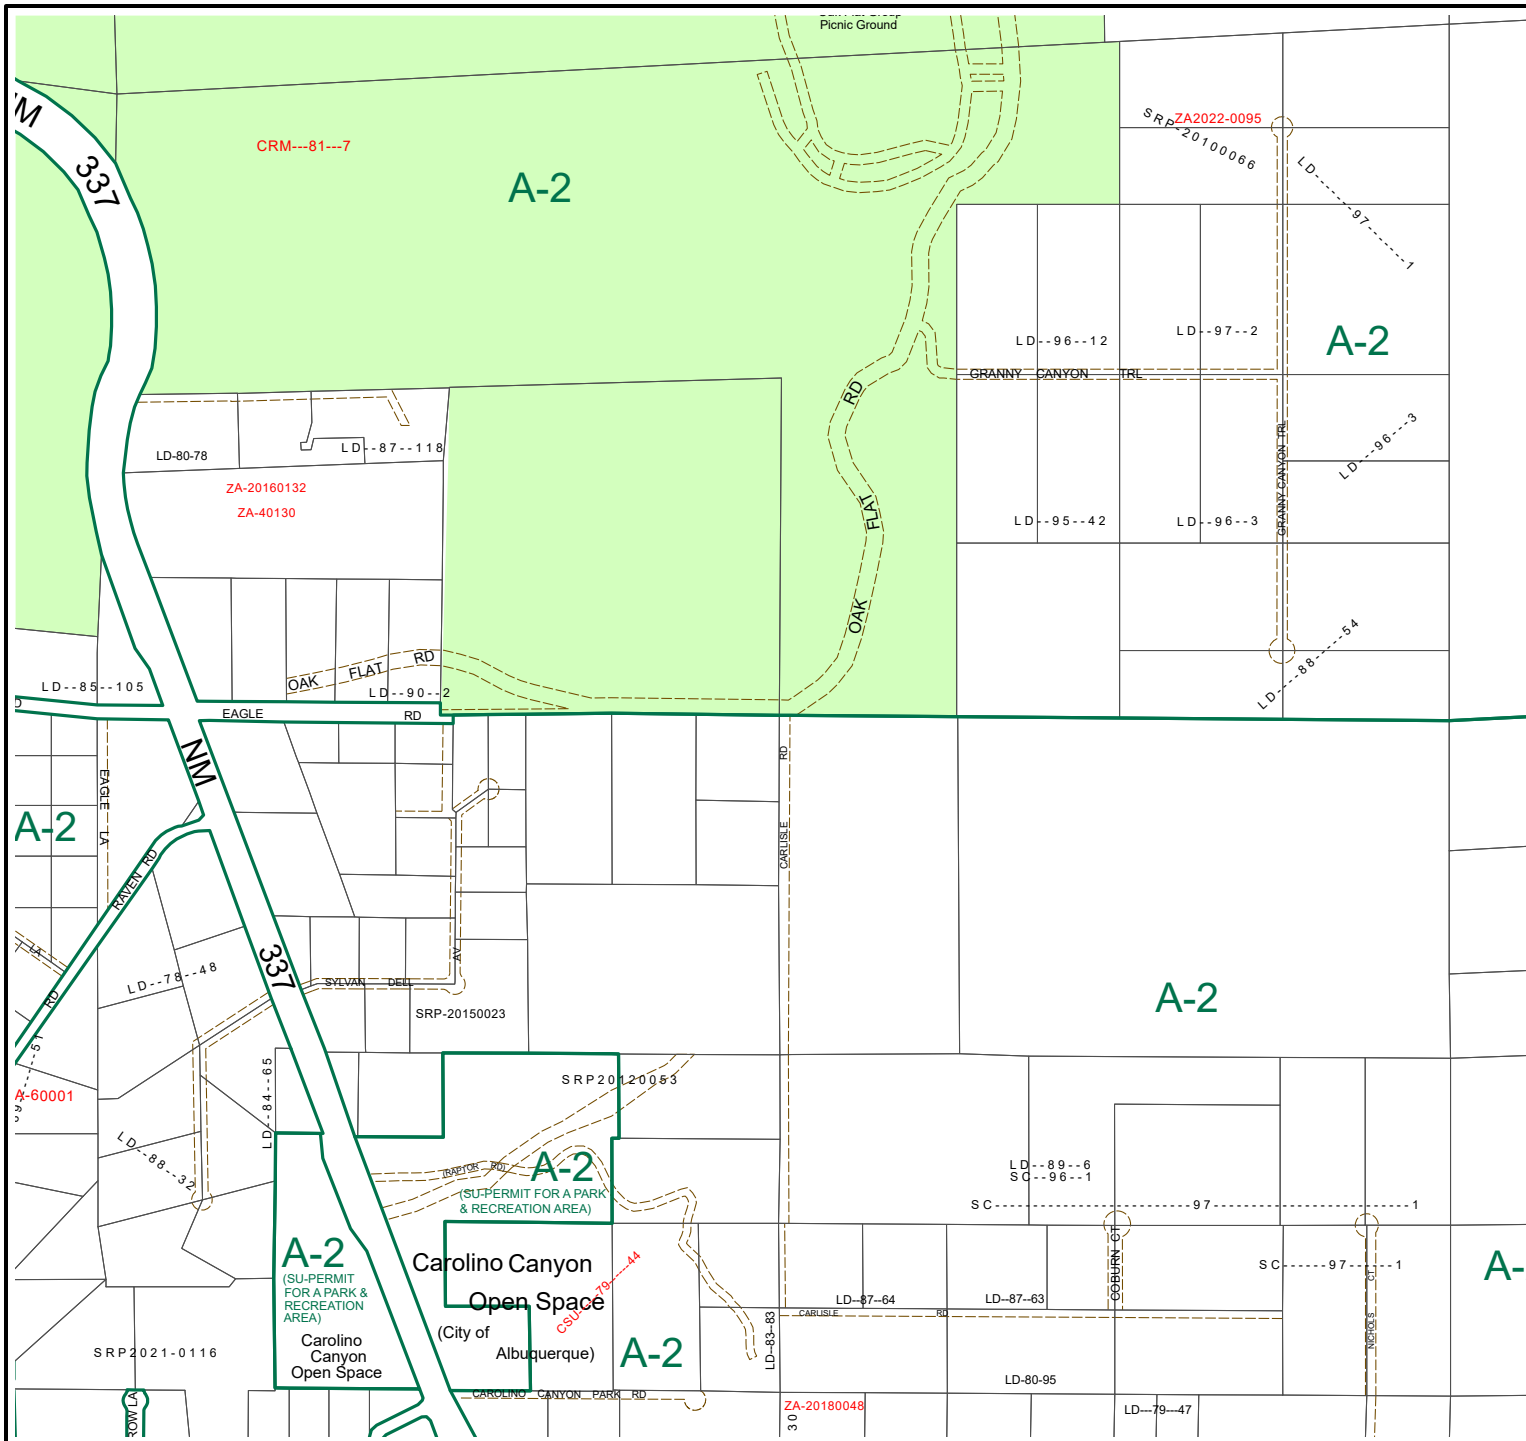 Picnic Ground
NM
337
CRM---81---7
A-2
ZA2022-0095
SRP-20100066
LD-------97-------1
LD--96--12
LD--97--2
A-2
GRANNY CANYON TRL
RD
FLAT
OAK
LD-80-78
LD--87--118
ZA-20160132
ZA-40130
LD---96---3
GRANNY CANYON TRL
LD--95--42
LD--96--3
LD----88------54
OAK FLAT RD
LD--85--105
LD--90--2
EAGLE RD
NM
EAGLE LA
A-2
RAVEN RD
RD
CARLISLE
LA
RD
337
LD--78--48
AV
SYLVAN DELL
SRP-20150023
A-2
A-60001
LD---84---65
LD---88---32
SRP20120053
(RAPTOR RD)
A-2
(SU-PERMIT FOR A PARK
& RECREATION AREA)
LD--89--6
SC--96--1
SC----------------------97----------------------1
A-2
(SU-PERMIT
FOR A PARK &
RECREATION
AREA)
Carolino
Canyon
Open Space
Carolino Canyon
Open Space
(City of
Albuquerque)
CSU------79------44
A-2
COBURN CT
SC------97------1
A-
NICHOLS CT
LD--87--64
LD--87--63
CARLISLE RD
LD--83--83
SRP2021-0116
LD-80-95
CAROLINO CANYON PARK RD
ZA-20180048
LD---79---47
ROW LA
30